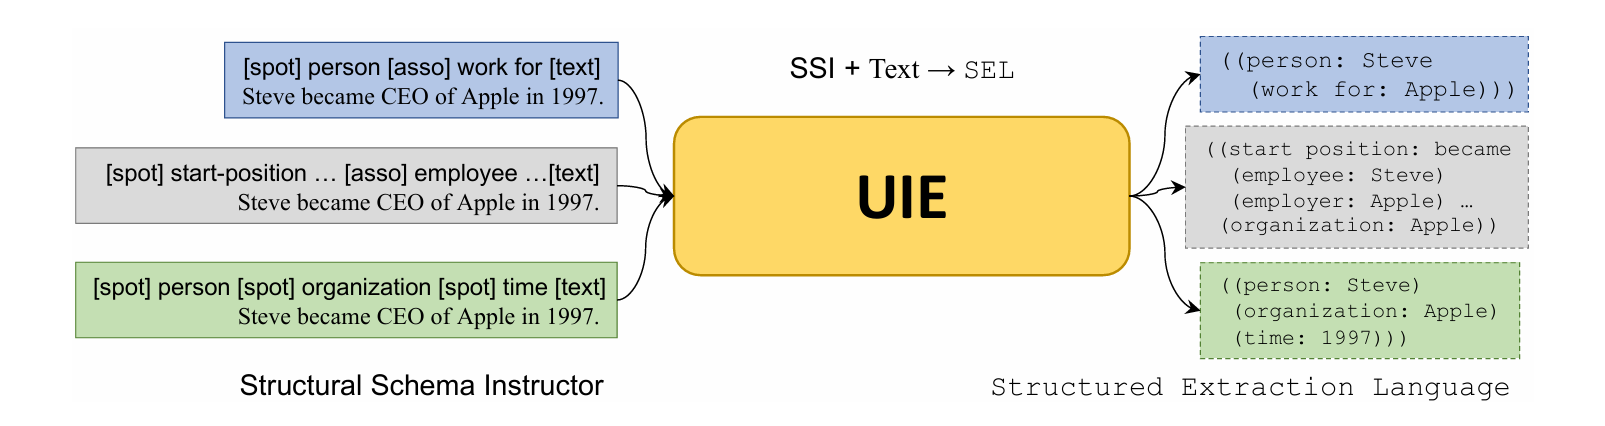 [spot] person [asso] work for [text]
Steve became CEO of Apple in 1997.
[spot] start-position … [asso] employee …[text]
Steve became CEO of Apple in 1997.
[spot] person [spot] organization [spot] time [text]
Steve became CEO of Apple in 1997.
Structural Schema Instructor
SSI + Text → SEL
UIE
((person: Steve
(work for: Apple)))
((start position: became
(employee: Steve)
(employer: Apple) …
(organization: Apple))
((person: Steve)
(organization: Apple)
(time: 1997)))
Structured Extraction Language